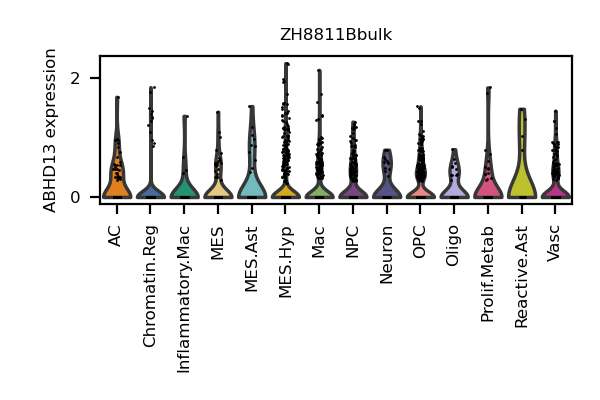 ZH8811Bbulk
ABHD13 expression
2
0
AC
Chromatin.Reg
Inflammatory.Mac
MES
MES.Ast
MES.Hyp
Mac
NPC
Neuron
OPC
Oligo
Prolif.Metab
Reactive.Ast
Vasc